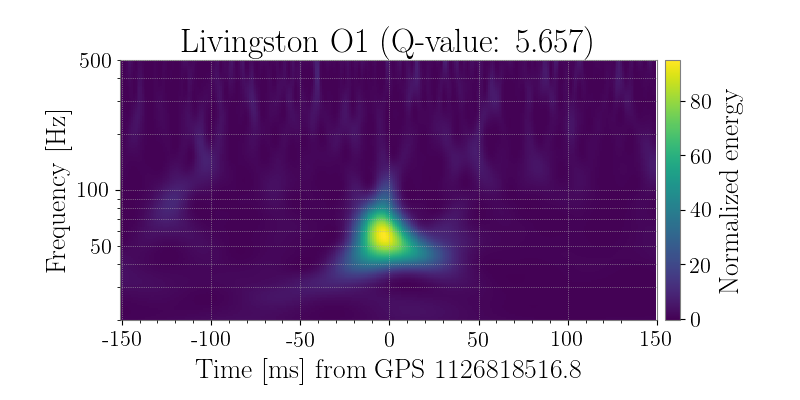 Livingston O1 (Q-value: 5.657)
500
100
50
Frequency [Hz]
-150 -100 -50 0 50 100 150
Time [ms] from GPS 1126818516.8
80
60
40
20
0
Normalized energy